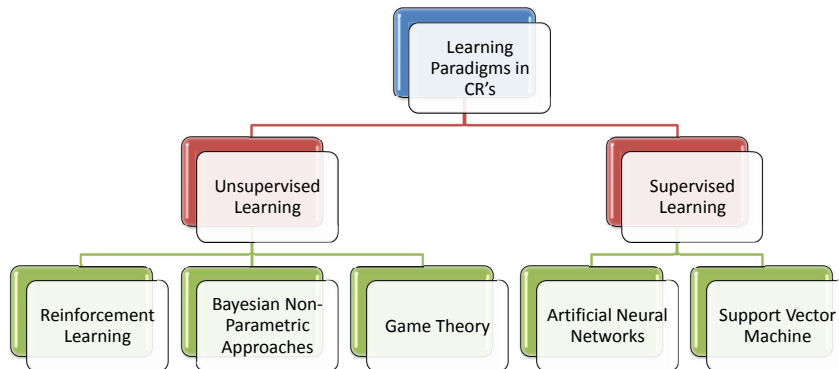 Learning
Paradigms in
CR’s
Unsupervised
Learning
Supervised
Learning
Reinforcement
Learning
Bayesian Non-
Parametric
Approaches
Game Theory
Artificial Neural
Networks
Support Vector
Machine